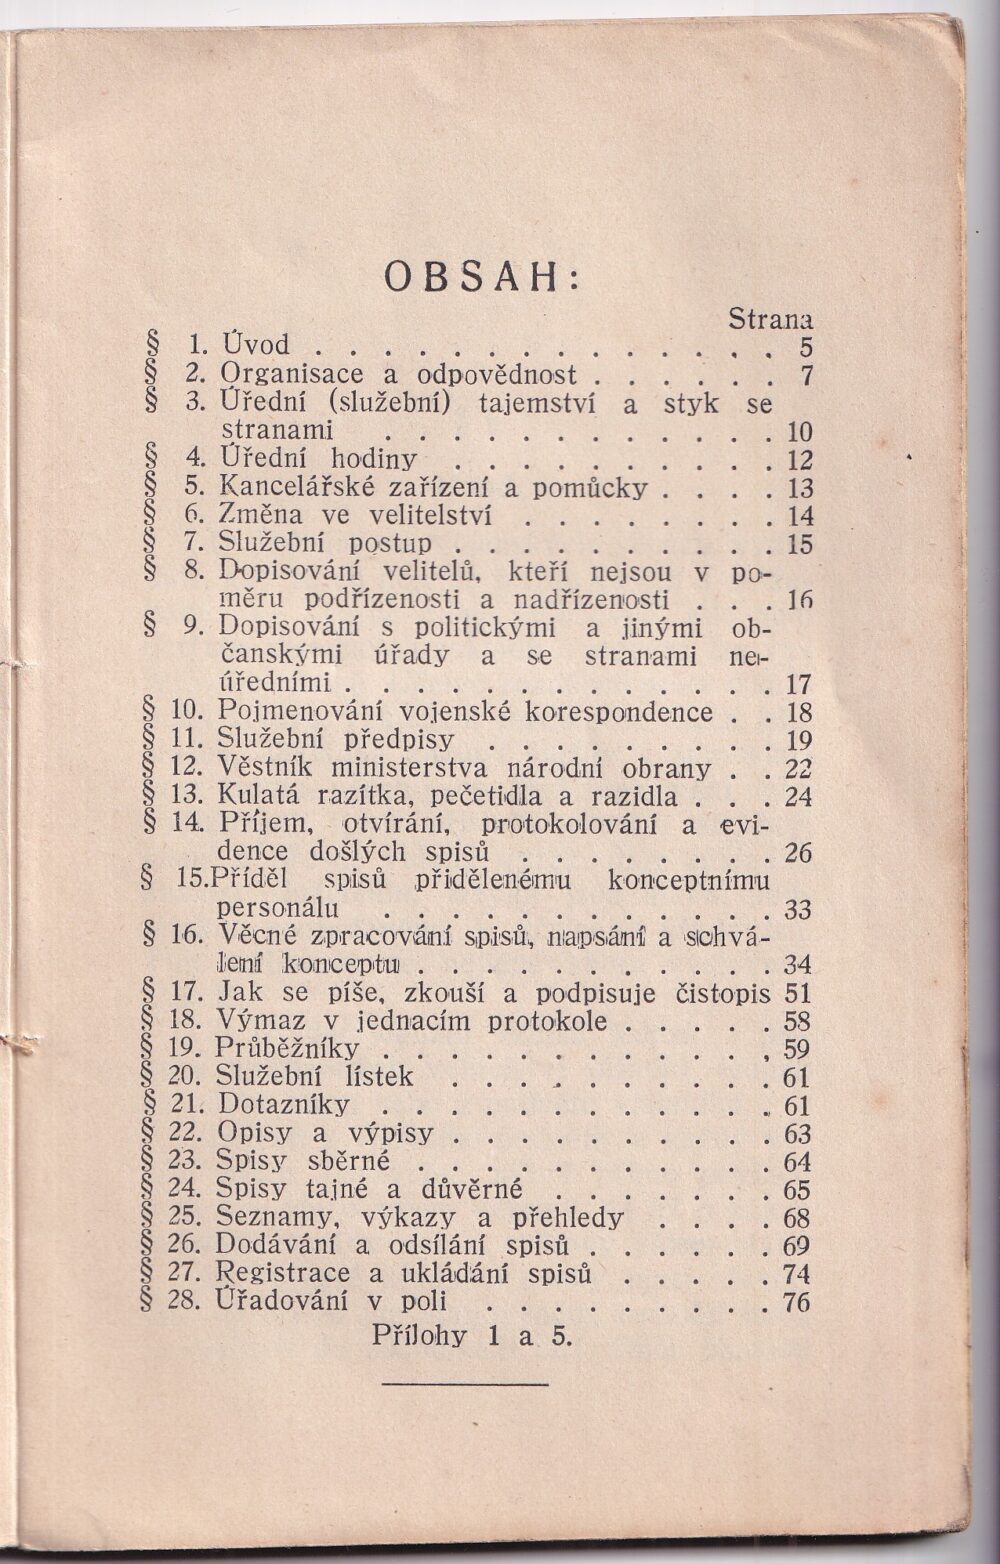 OBSAH:
Strana
§ 1. Úvod . . . . . . . . . . . . . . 5
§ 2. Organisace a odpovědnost . . . . . . 7
§ 3. Úřední (služební) tajemství a styk se
stranami . . . . . . . . . . . . 10
§ 4. Úřední hodiny . . . . . . . . . . 12
§ 5. Kancelářské zařízení a pomůcky . . . . 13
§ 6. Změna ve velitelství . . . . . . . . 14
§ 7. Služební postup . . . . . . . . . . 15
§ 8. Dopisování velitelů, kteří nejsou v po-
měru podřízenosti a nadřízenosti . . . 16
§ 9. Dopisování s politickými a jinými ob-
čanskými úřady a se stranami ne-
úředními . . . . . . . . . . . . . 17
§ 10. Pojmenování vojenské korespondence . . 18
§ 11. Služební předpisy . . . . . . . . . 19
§ 12. Věstník ministerstva národní obrany . . 22
§ 13. Kulatá razítka, pečetidla a razidla . . . 24
§ 14. Příjem, otvírání, protokolování a evi-
dence došlých spisů . . . . . . . . 26
§ 15.Příděl spisů přidělenému konceptnímu
personálu . . . . . . . . . . . . 33
§ 16. Věcné zpracování spisů, napsání a schvá-
lení konceptu . . . . . . . . . . . 34
§ 17. Jak se píše, zkouší a podpisuje čistopis 51
§ 18. Výmaz v jednacím protokole . . . . . 58
§ 19. Průběžníky . . . . . . . . . . . , 59
§ 20. Služební lístek . . . . . . . . . . 61
§ 21. Dotazníky . . . . . . . . . . . . 61
§ 22. Opisy a výpisy . . . . . . . . . . 63
§ 23. Spisy sběrné . . . . . . . . . . . 64
§ 24. Spisy tajné a důvěrné . . . . . . . 65
§ 25. Seznamy, výkazy a přehledy . . . . 68
§ 26. Dodávání a odsílání spisů . . . . . . 69
§ 27. Registrace a ukládání spisů . . . . . 74
§ 28. Úřadování v poli . . . . . . . . . 76
Přílohy 1 a 5.